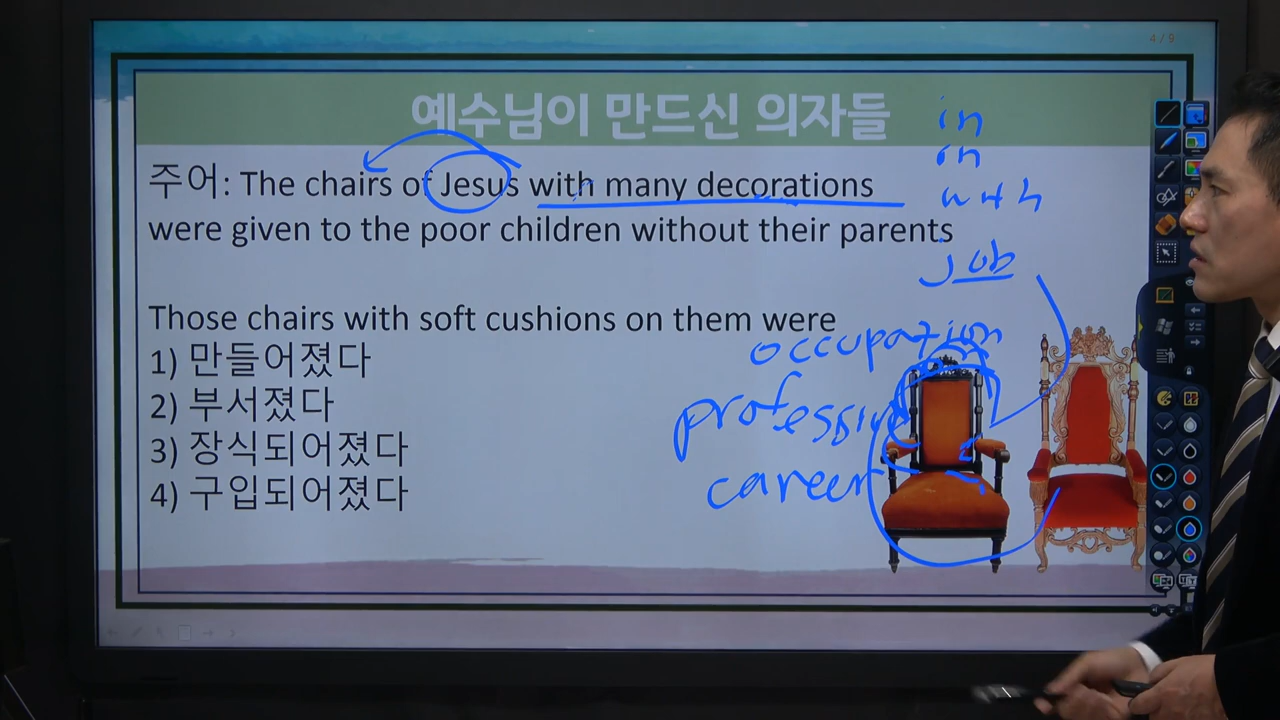 4 / 9
예수님이 만드신 의자들
in
on
with
주어: The chairs of Jesus with many decorations
were given to the poor children without their parents
job
Those chairs with soft cushions on them were
occupation
1) 만들어졌다
2) 부서졌다
profession
3) 장식되어졌다
career
4) 구입되어졌다